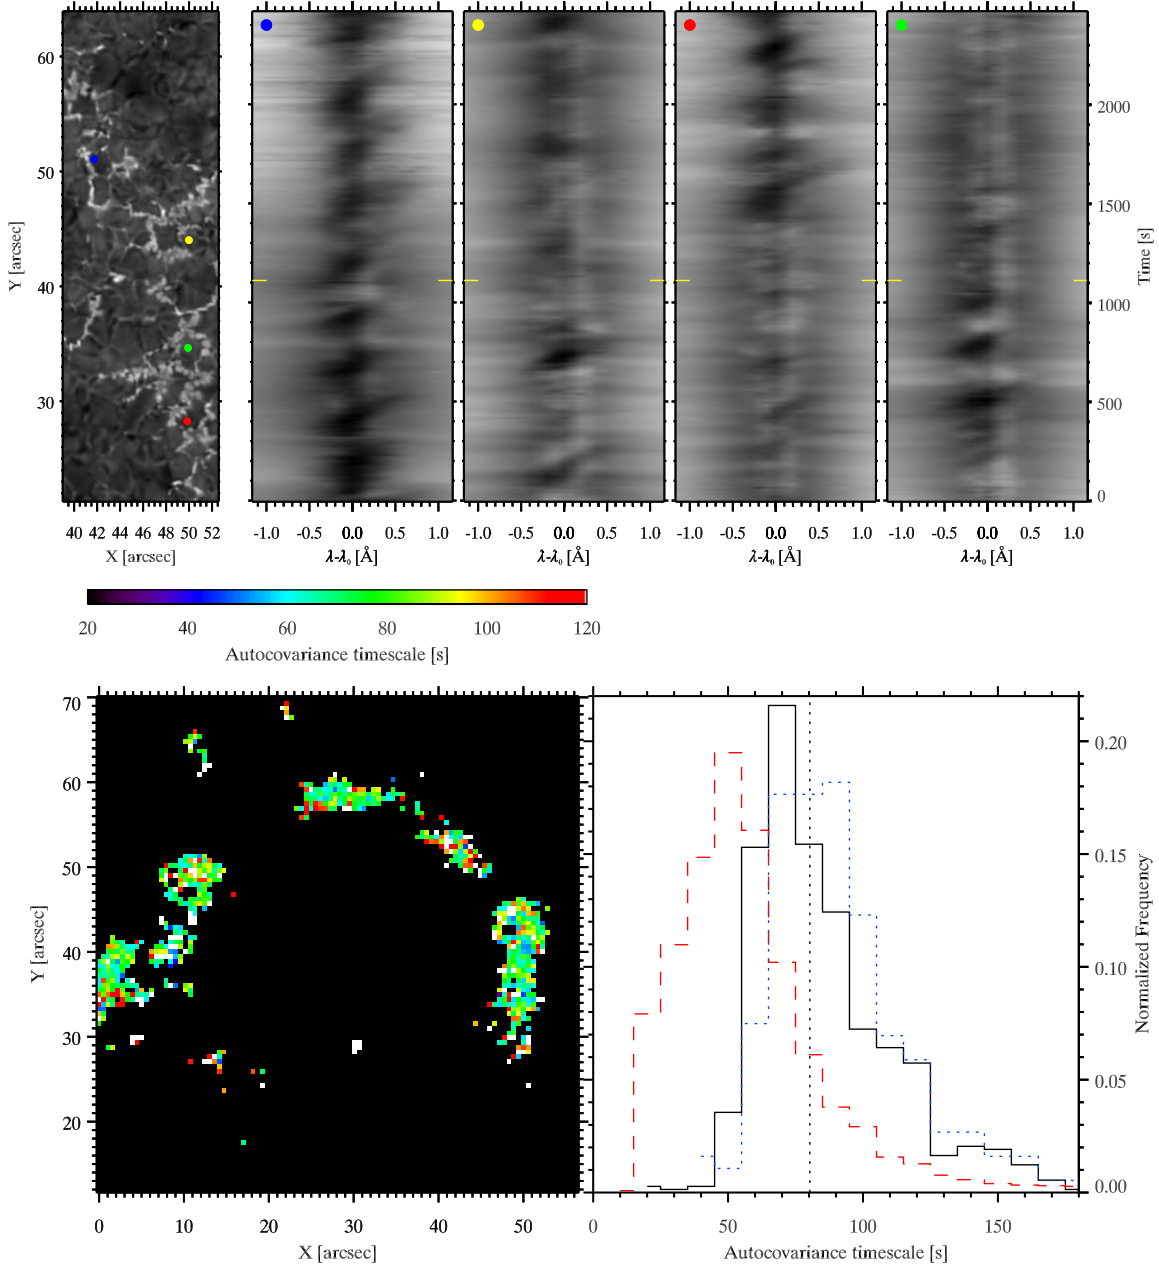 60
50
40
30
Y [arcsec]
40 42 44 46 48 50 52
X [arcsec]
-1.0 -0.5 0.0 0.5 1.0
λ-λ₀ [Å]
-1.0 -0.5 0.0 0.5 1.0
λ-λ₀ [Å]
-1.0 -0.5 0.0 0.5 1.0
λ-λ₀ [Å]
-1.0 -0.5 0.0 0.5 1.0
λ-λ₀ [Å]
2000
1500
1000
500
0
Time [s]
20 40 60 80 100 120
Autocovariance timescale [s]
70
60
50
40
30
20
Y [arcsec]
0 10 20 30 40 50
X [arcsec]
0.20
0.15
0.10
0.05
0.00
Normalized Frequency
0 50 100 150
Autocovariance timescale [s]